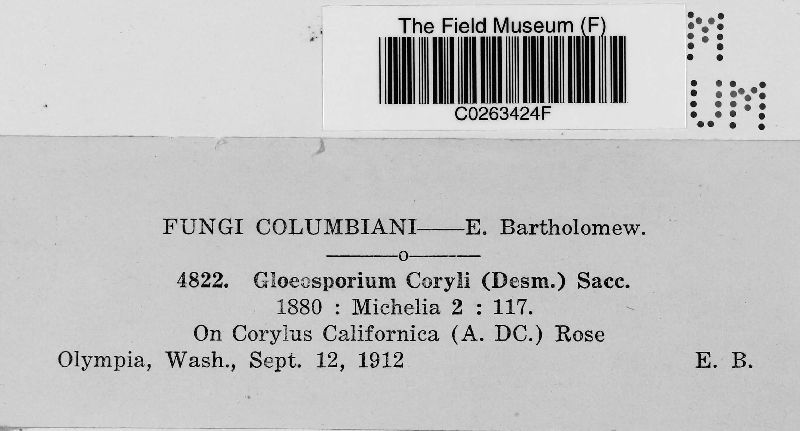 The Field Museum (F)
C0263424F
M
UM
FUNGI COLUMBIANI—E. Bartholomew.
4822. Gloeosporium Coryli (Desm.) Sacc.
1880 : Michelia 2 : 117.
On Corylus Californica (A. DC.) Rose
Olympia, Wash., Sept. 12, 1912 E. B.